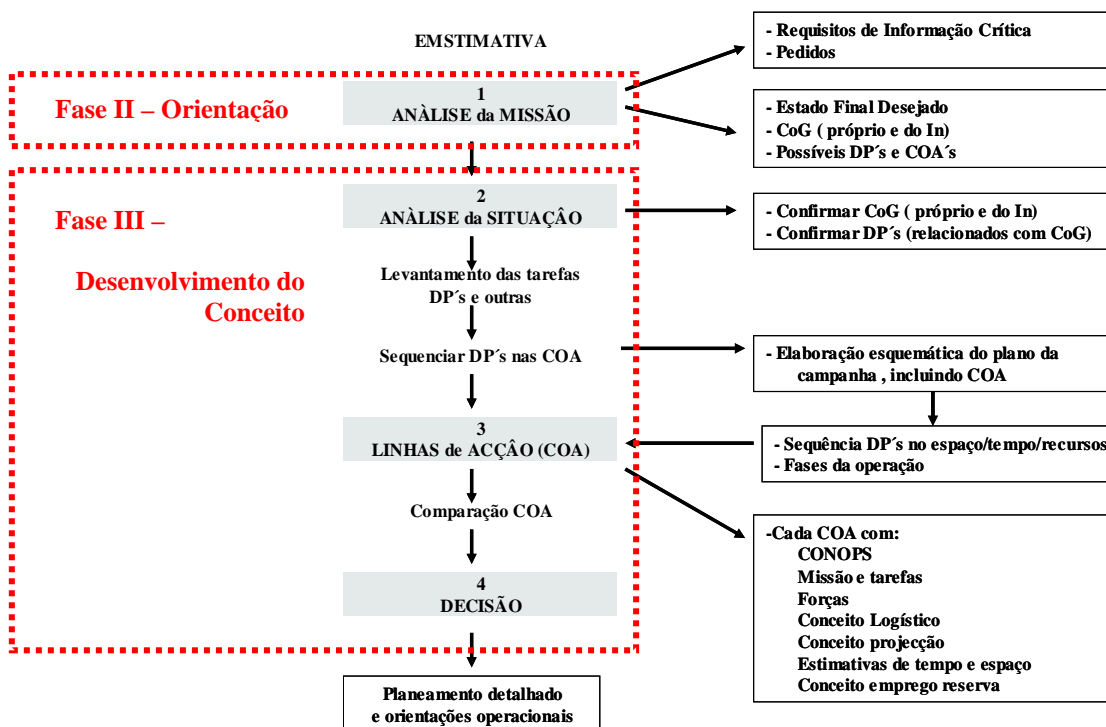 EMSTIMATIVA
Fase II – Orientação
1
ANÀLISE da MISSÃO
- Requisitos de Informação Crítica
- Pedidos
- Estado Final Desejado
- CoG ( próprio e do In)
- Possíveis DP´s e COA´s
Fase III –
Desenvolvimento do
Conceito
2
ANÀLISE da SITUAÇÂO
- Confirmar CoG ( próprio e do In)
- Confirmar DP´s (relacionados com CoG)
Levantamento das tarefas
DP´s e outras
Sequenciar DP´s nas COA
- Elaboração esquemática do plano da
campanha , incluindo COA
3
LINHAS de ACÇÂO (COA)
- Sequência DP´s no espaço/tempo/recursos
- Fases da operação
Comparação COA
-Cada COA com:
CONOPS
Missão e tarefas
Forças
Conceito Logístico
Conceito projecção
Estimativas de tempo e espaço
Conceito emprego reserva
4
DECISÃO
Planeamento detalhado
e orientações operacionais